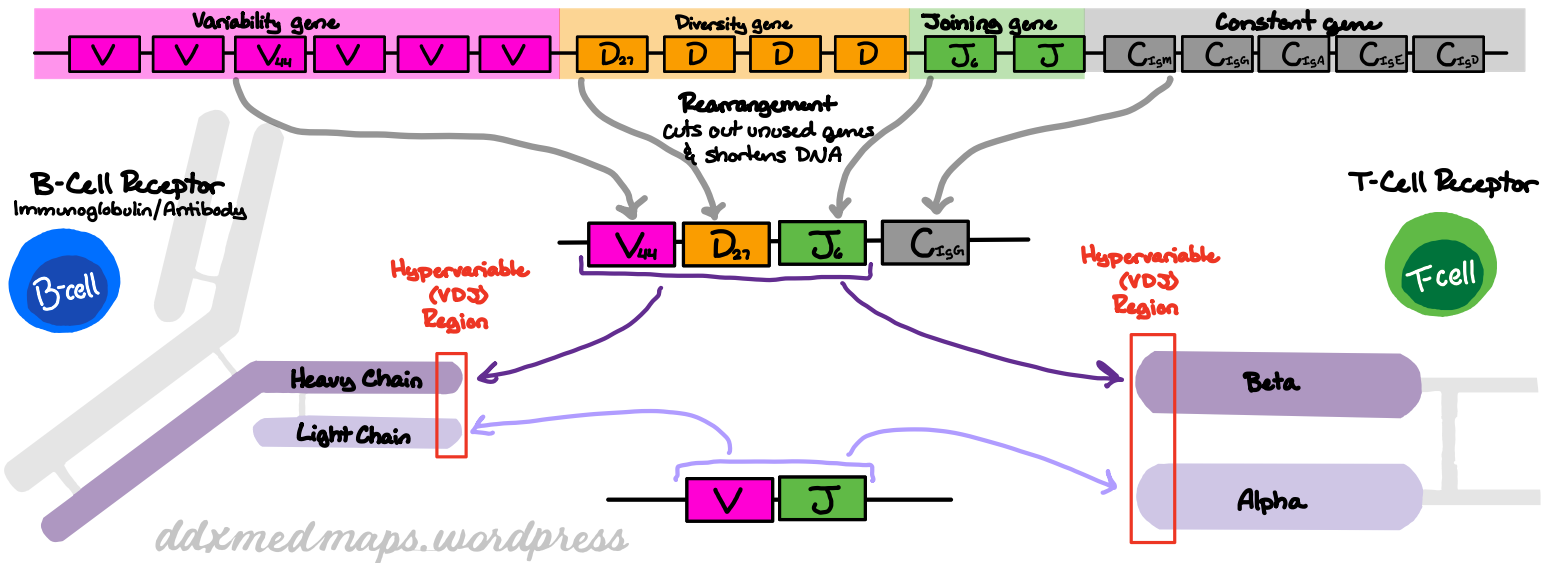 Variability gene
Diversity gene
Joining gene
Constant gene
V V V44 V V V D27 D D D J6 J CIgM CIgG CIgA CIgE CIgD
Rearrangement
cuts out unused genes
& shortens DNA
B-Cell Receptor
Immunoglobulin/Antibody
B-cell
T-Cell Receptor
T-cell
V44 D27 J6 CIgG
Hypervariable
(VDJ)
Region
Hypervariable
(VDJ)
Region
Heavy Chain
Light Chain
Beta
Alpha
V J
ddxmedmaps.wordpress